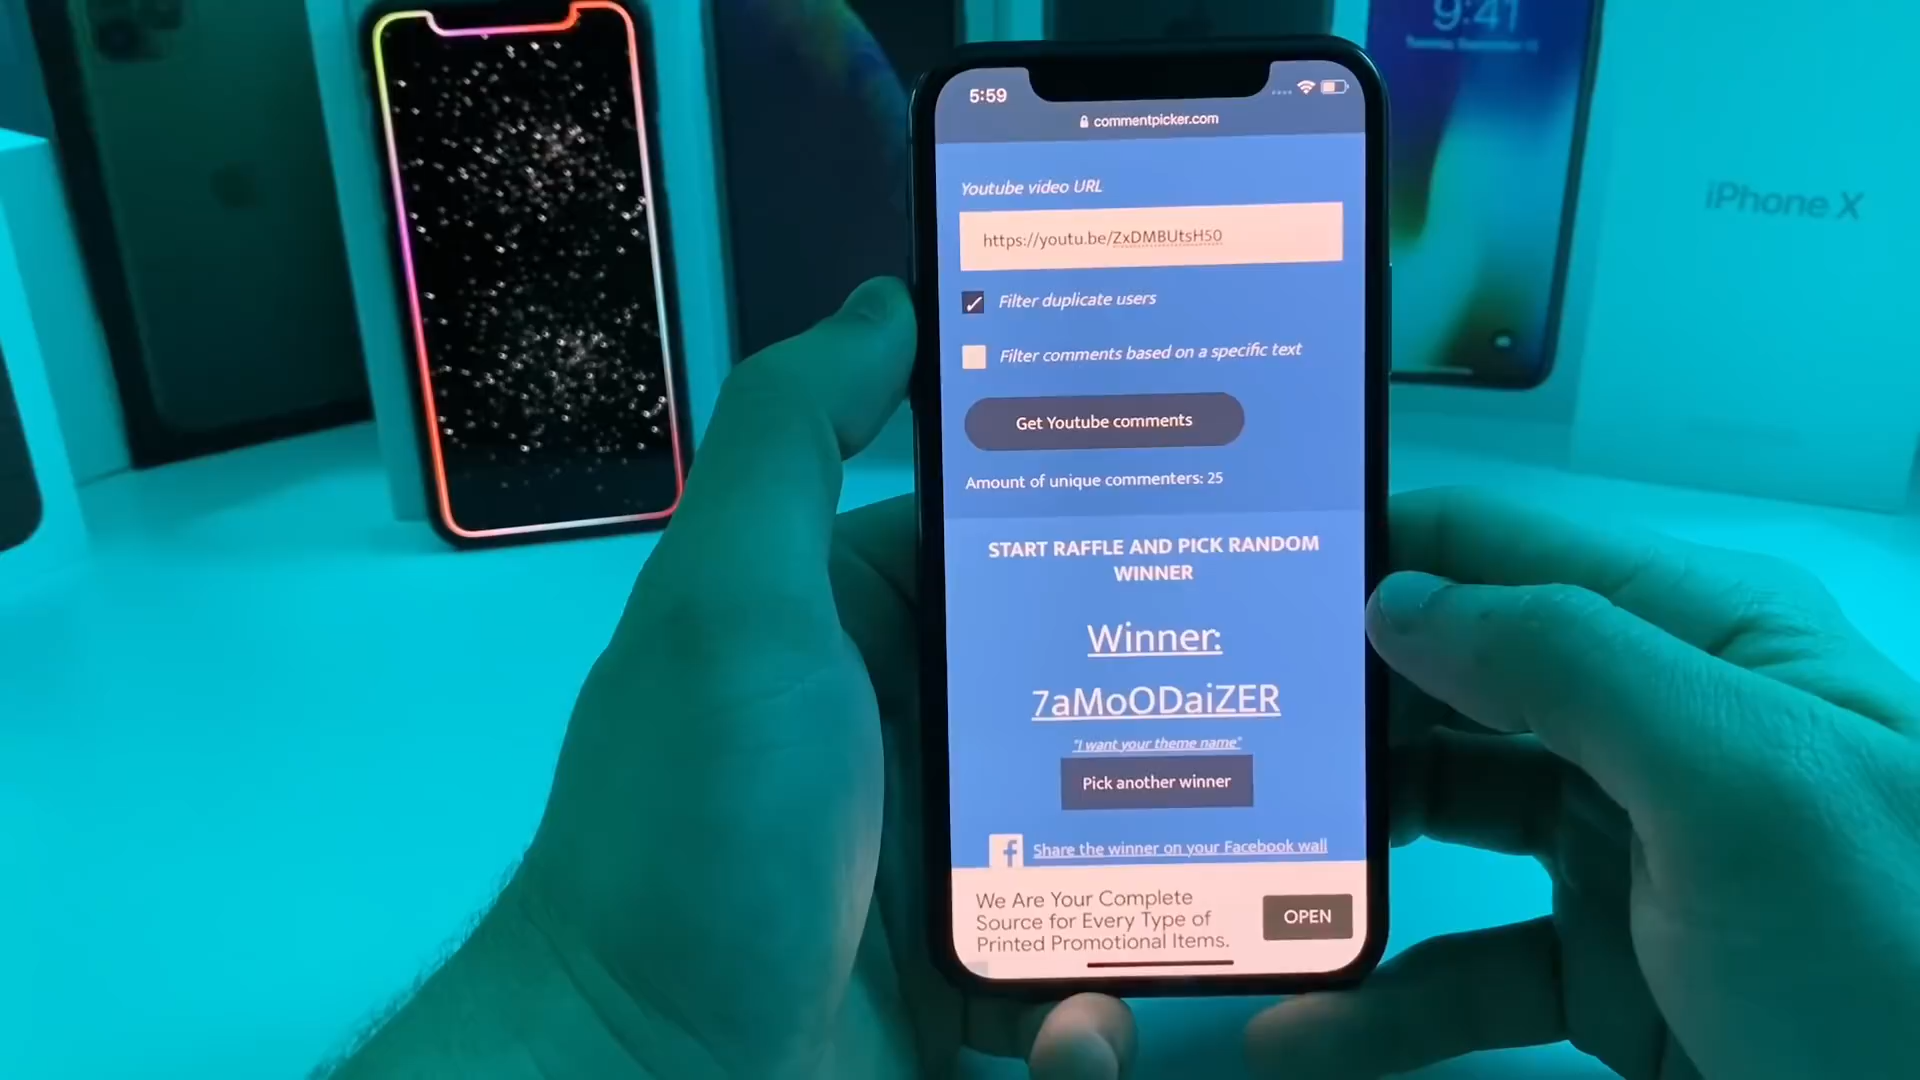 9:41
5:59
commentpicker.com
iPhone X
Youtube video URL
https://youtu.be/ZxDMBUtsH50
Filter duplicate users
Filter comments based on a specific text
Get Youtube comments
Amount of unique commenters: 25
START RAFFLE AND PICK RANDOM
WINNER
Winner:
7aMoODaiZER
"I want your theme name"
Pick another winner
f Share the winner on your Facebook wall
We Are Your Complete
Source for Every Type of
Printed Promotional Items.
OPEN